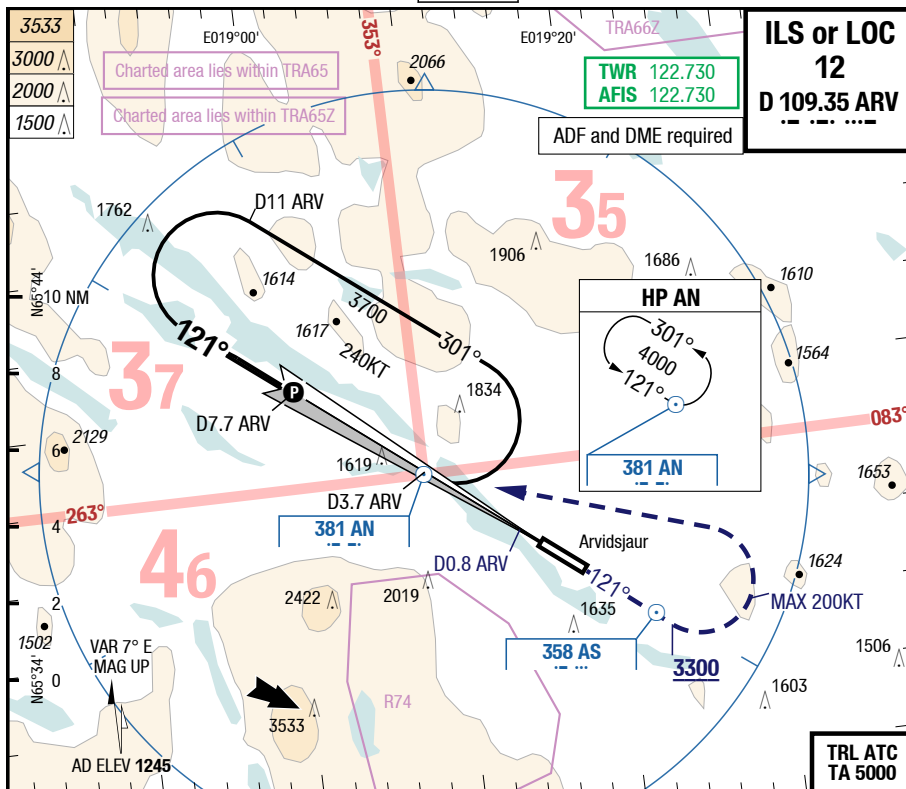 3533
3000
2000
1500
E019°00'
353°
2066
E019°20'
TRA66Z
ILS or LOC
12
D 109.35 ARV
Charted area lies within TRA65
Charted area lies within TRA65Z
TWR 122.730
AFIS 122.730
ADF and DME required
1762
D11 ARV
35
1906
1686
1610
N65°44'
10 NM
1614
3700
HP AN
1617
240KT
301°
301°
4000
121°
121°
1564
8
37
1834
D7.7 ARV
083°
2129
6
1619
381 AN
1653
D3.7 ARV
263°
4
381 AN
Arvidsjaur
D0.8 ARV
1624
46
121°
2422
2019
MAX 200KT
2
1635
1502
VAR 7° E
MAG UP
358 AS
1506
N65°34'
0
3300
R74
1603
3533
AD ELEV 1245
TRL ATC
TA 5000